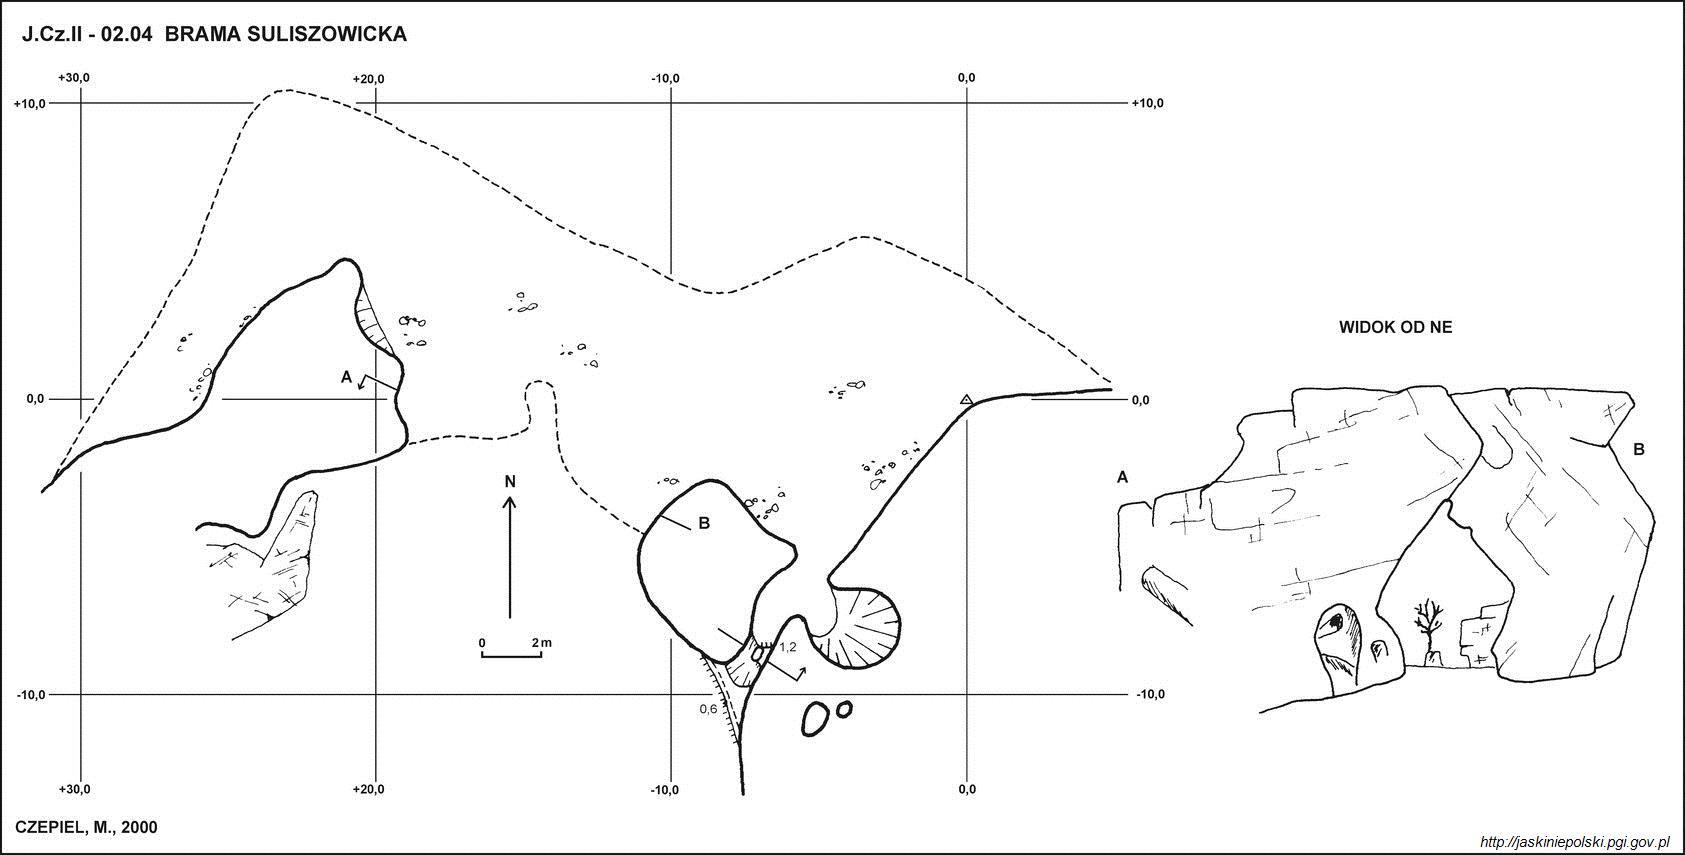 J.Cz.II - 02.04 BRAMA SULISZOWICKA
+30,0 +20,0 -10,0 0,0
+10,0 +10,0
WIDOK OD NE
A
0,0 0,0
B
A
N
B
0 2m
1,2
-10,0 -10,0
0,6
+30,0 +20,0 -10,0 0,0
CZEPIEL, M., 2000
http://jaskiniepolski.pgi.gov.pl